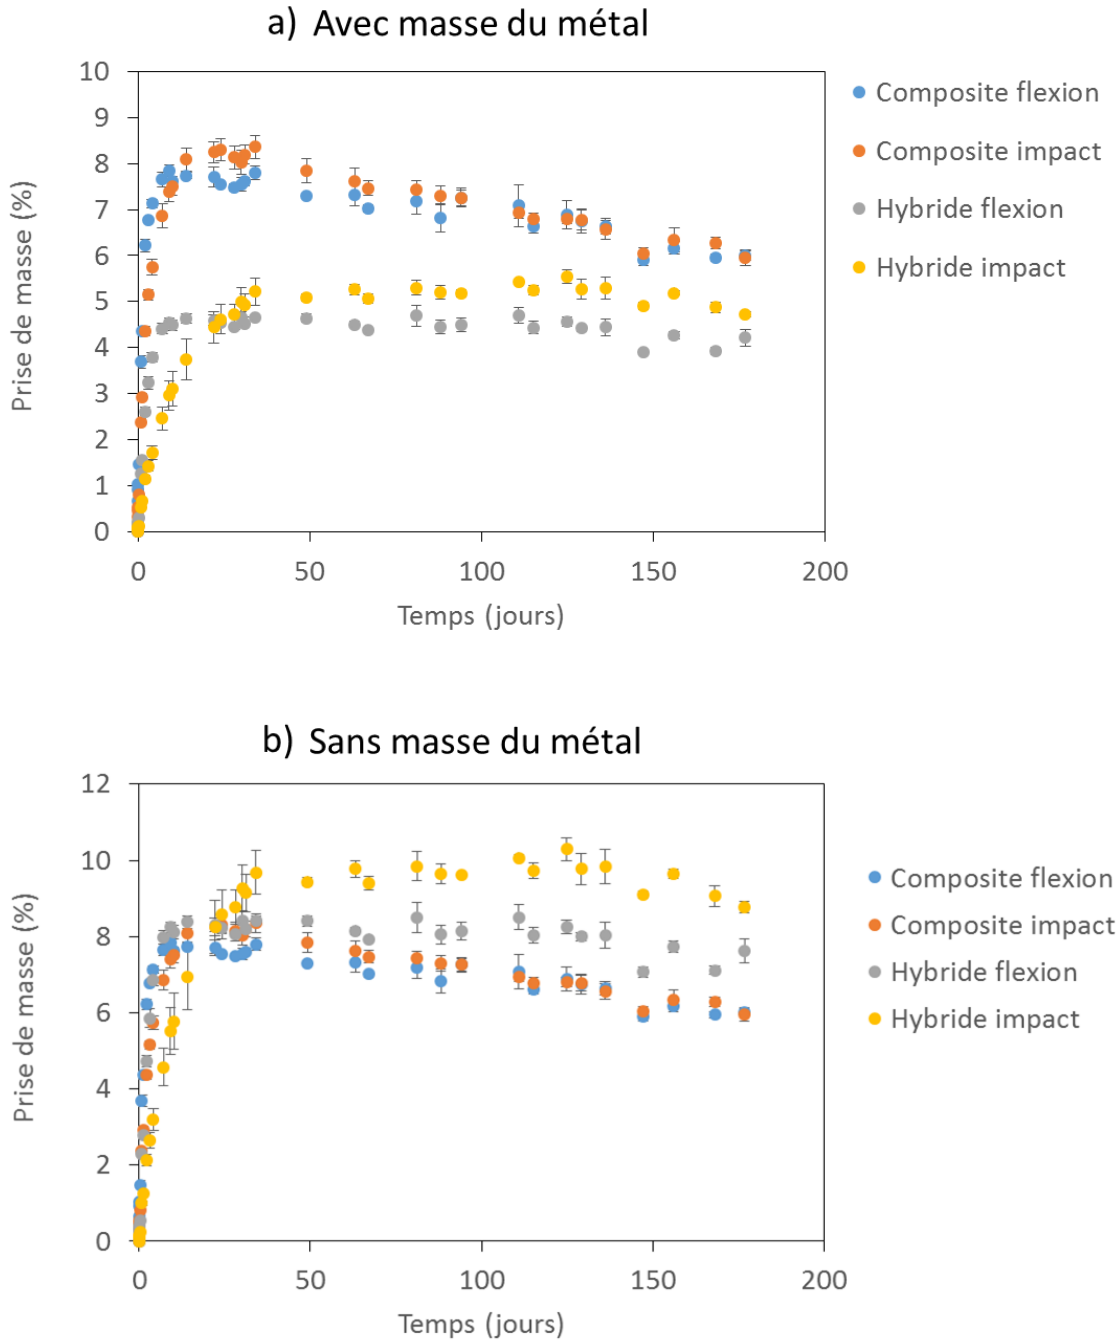 a) Avec masse du métal
10
9
8
7
6
5
4
3
2
1
0
Prise de masse (%)
0 50 100 150 200
Temps (jours)
Composite flexion
Composite impact
Hybride flexion
Hybride impact
b) Sans masse du métal
12
10
8
6
4
2
0
Prise de masse (%)
0 50 100 150 200
Temps (jours)
Composite flexion
Composite impact
Hybride flexion
Hybride impact